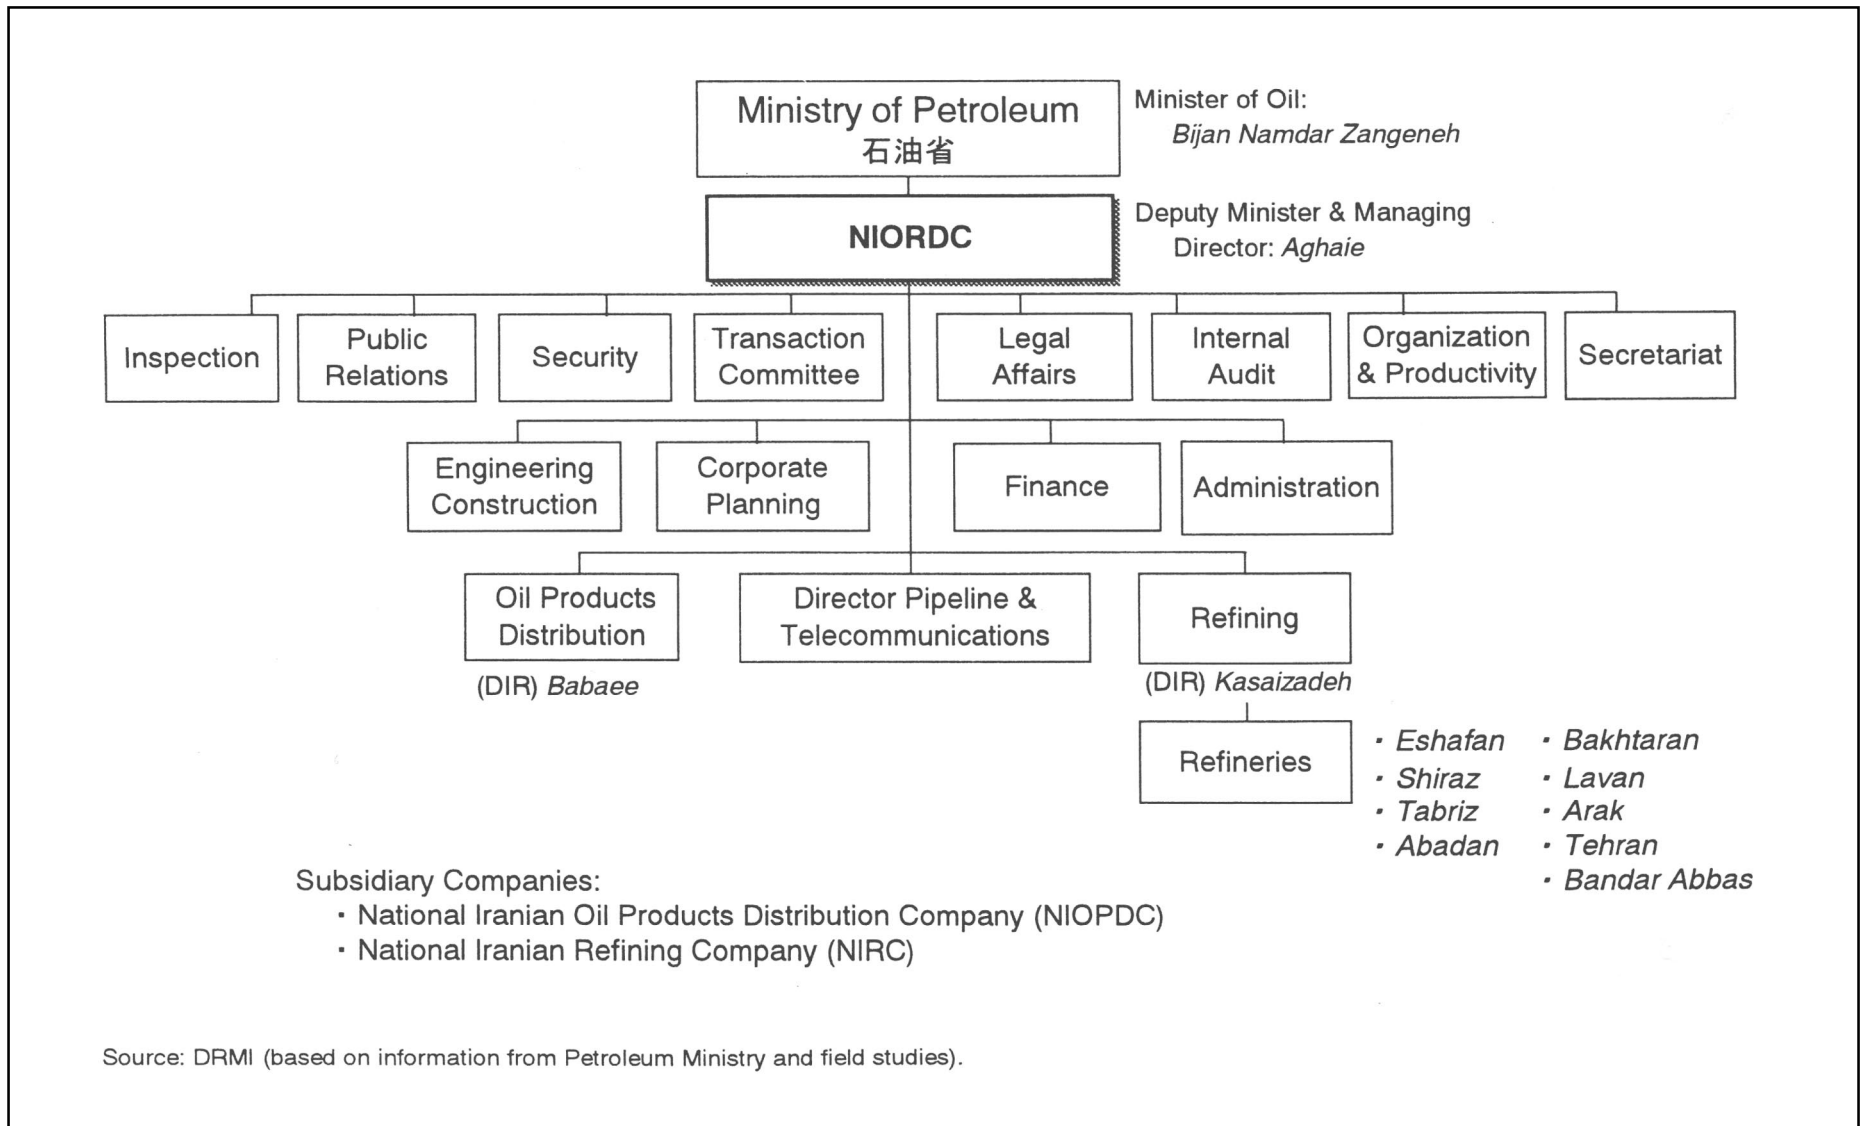 Ministry of Petroleum
石油省
Minister of Oil:
Bijan Namdar Zangeneh
NIORDC
Deputy Minister & Managing
Director: Aghaie
Inspection
Public
Relations
Security
Transaction
Committee
Legal
Affairs
Internal
Audit
Organization
& Productivity
Secretariat
Engineering
Construction
Corporate
Planning
Finance
Administration
Oil Products
Distribution
(DIR) Babaee
Director Pipeline &
Telecommunications
Refining
(DIR) Kasaizadeh
Refineries
· Eshafan
· Shiraz
· Tabriz
· Abadan
· Bakhtaran
· Lavan
· Arak
· Tehran
· Bandar Abbas
Subsidiary Companies:
· National Iranian Oil Products Distribution Company (NIOPDC)
· National Iranian Refining Company (NIRC)
Source: DRMI (based on information from Petroleum Ministry and field studies).